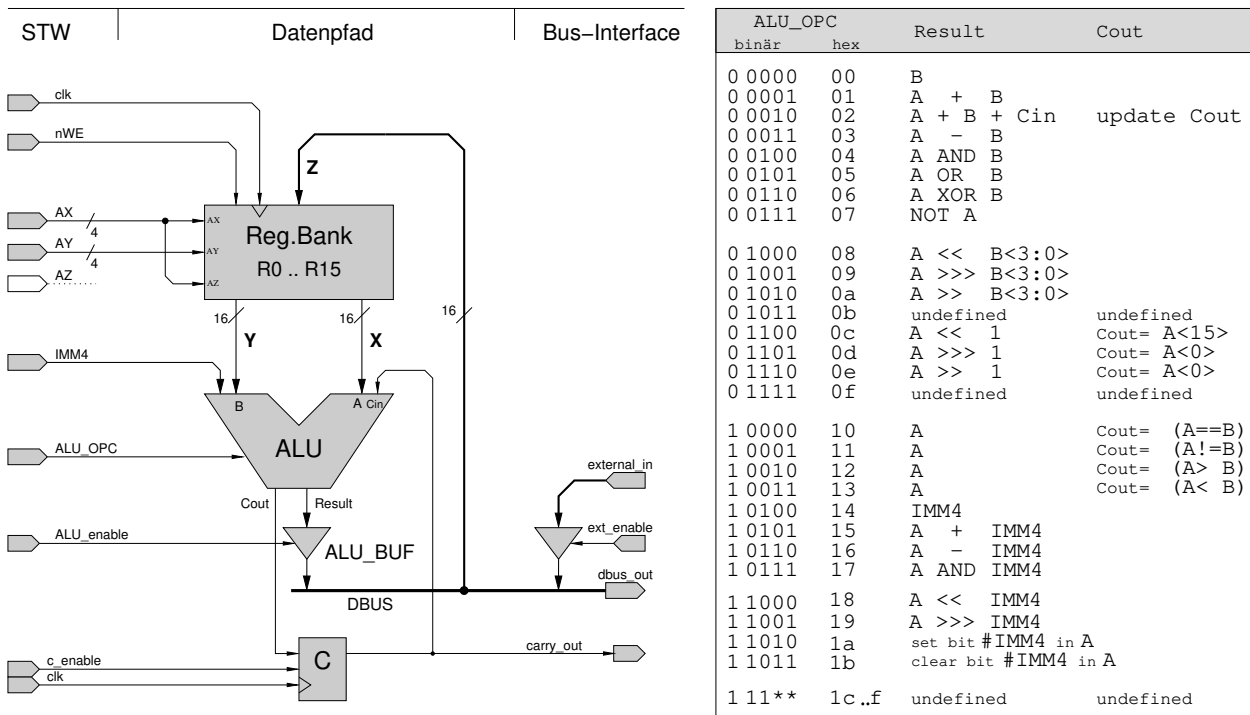 STW Datenpfad Bus−Interface
clk
nWE
Z
AX 4
AY 4
AZ
AX
AY
AZ
Reg.Bank
R0 .. R15
16 16 16
Y X
IMM4
B A Cin
ALU
ALU_OPC
Cout Result
external_in
ALU_enable
ALU_BUF
ext_enable
dbus_out
DBUS
C
carry_out
c_enable
clk
ALU_OPC Result Cout
binär hex
0 0000 00 B
0 0001 01 A + B
0 0010 02 A + B + Cin update Cout
0 0011 03 A − B
0 0100 04 A AND B
0 0101 05 A OR B
0 0110 06 A XOR B
0 0111 07 NOT A
0 1000 08 A << B<3:0>
0 1001 09 A >>> B<3:0>
0 1010 0a A >> B<3:0>
0 1011 0b undefined undefined
0 1100 0c A << 1 Cout= A<15>
0 1101 0d A >>> 1 Cout= A<0>
0 1110 0e A >> 1 Cout= A<0>
0 1111 0f undefined undefined
1 0000 10 A Cout= (A==B)
1 0001 11 A Cout= (A!=B)
1 0010 12 A Cout= (A> B)
1 0011 13 A Cout= (A< B)
1 0100 14 IMM4
1 0101 15 A + IMM4
1 0110 16 A − IMM4
1 0111 17 A AND IMM4
1 1000 18 A << IMM4
1 1001 19 A >>> IMM4
1 1010 1a set bit #IMM4 in A
1 1011 1b clear bit #IMM4 in A
1 11** 1c..f undefined undefined